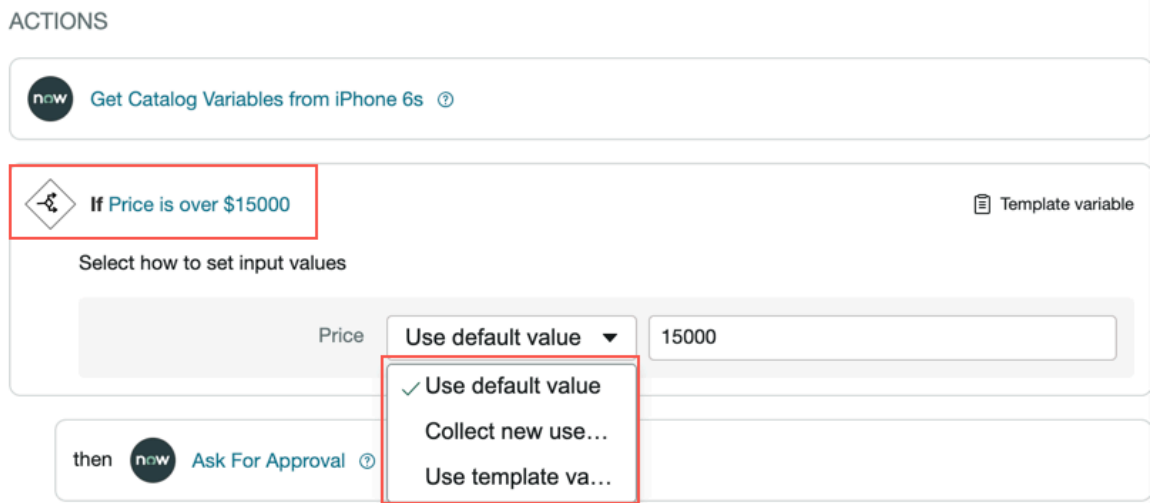 ACTIONS
now Get Catalog Variables from iPhone 6s ?
If Price is over $15000 Template variable
Select how to set input values
Price Use default value 15000
Use default value
Collect new use…
Use template va…
then now Ask For Approval ?